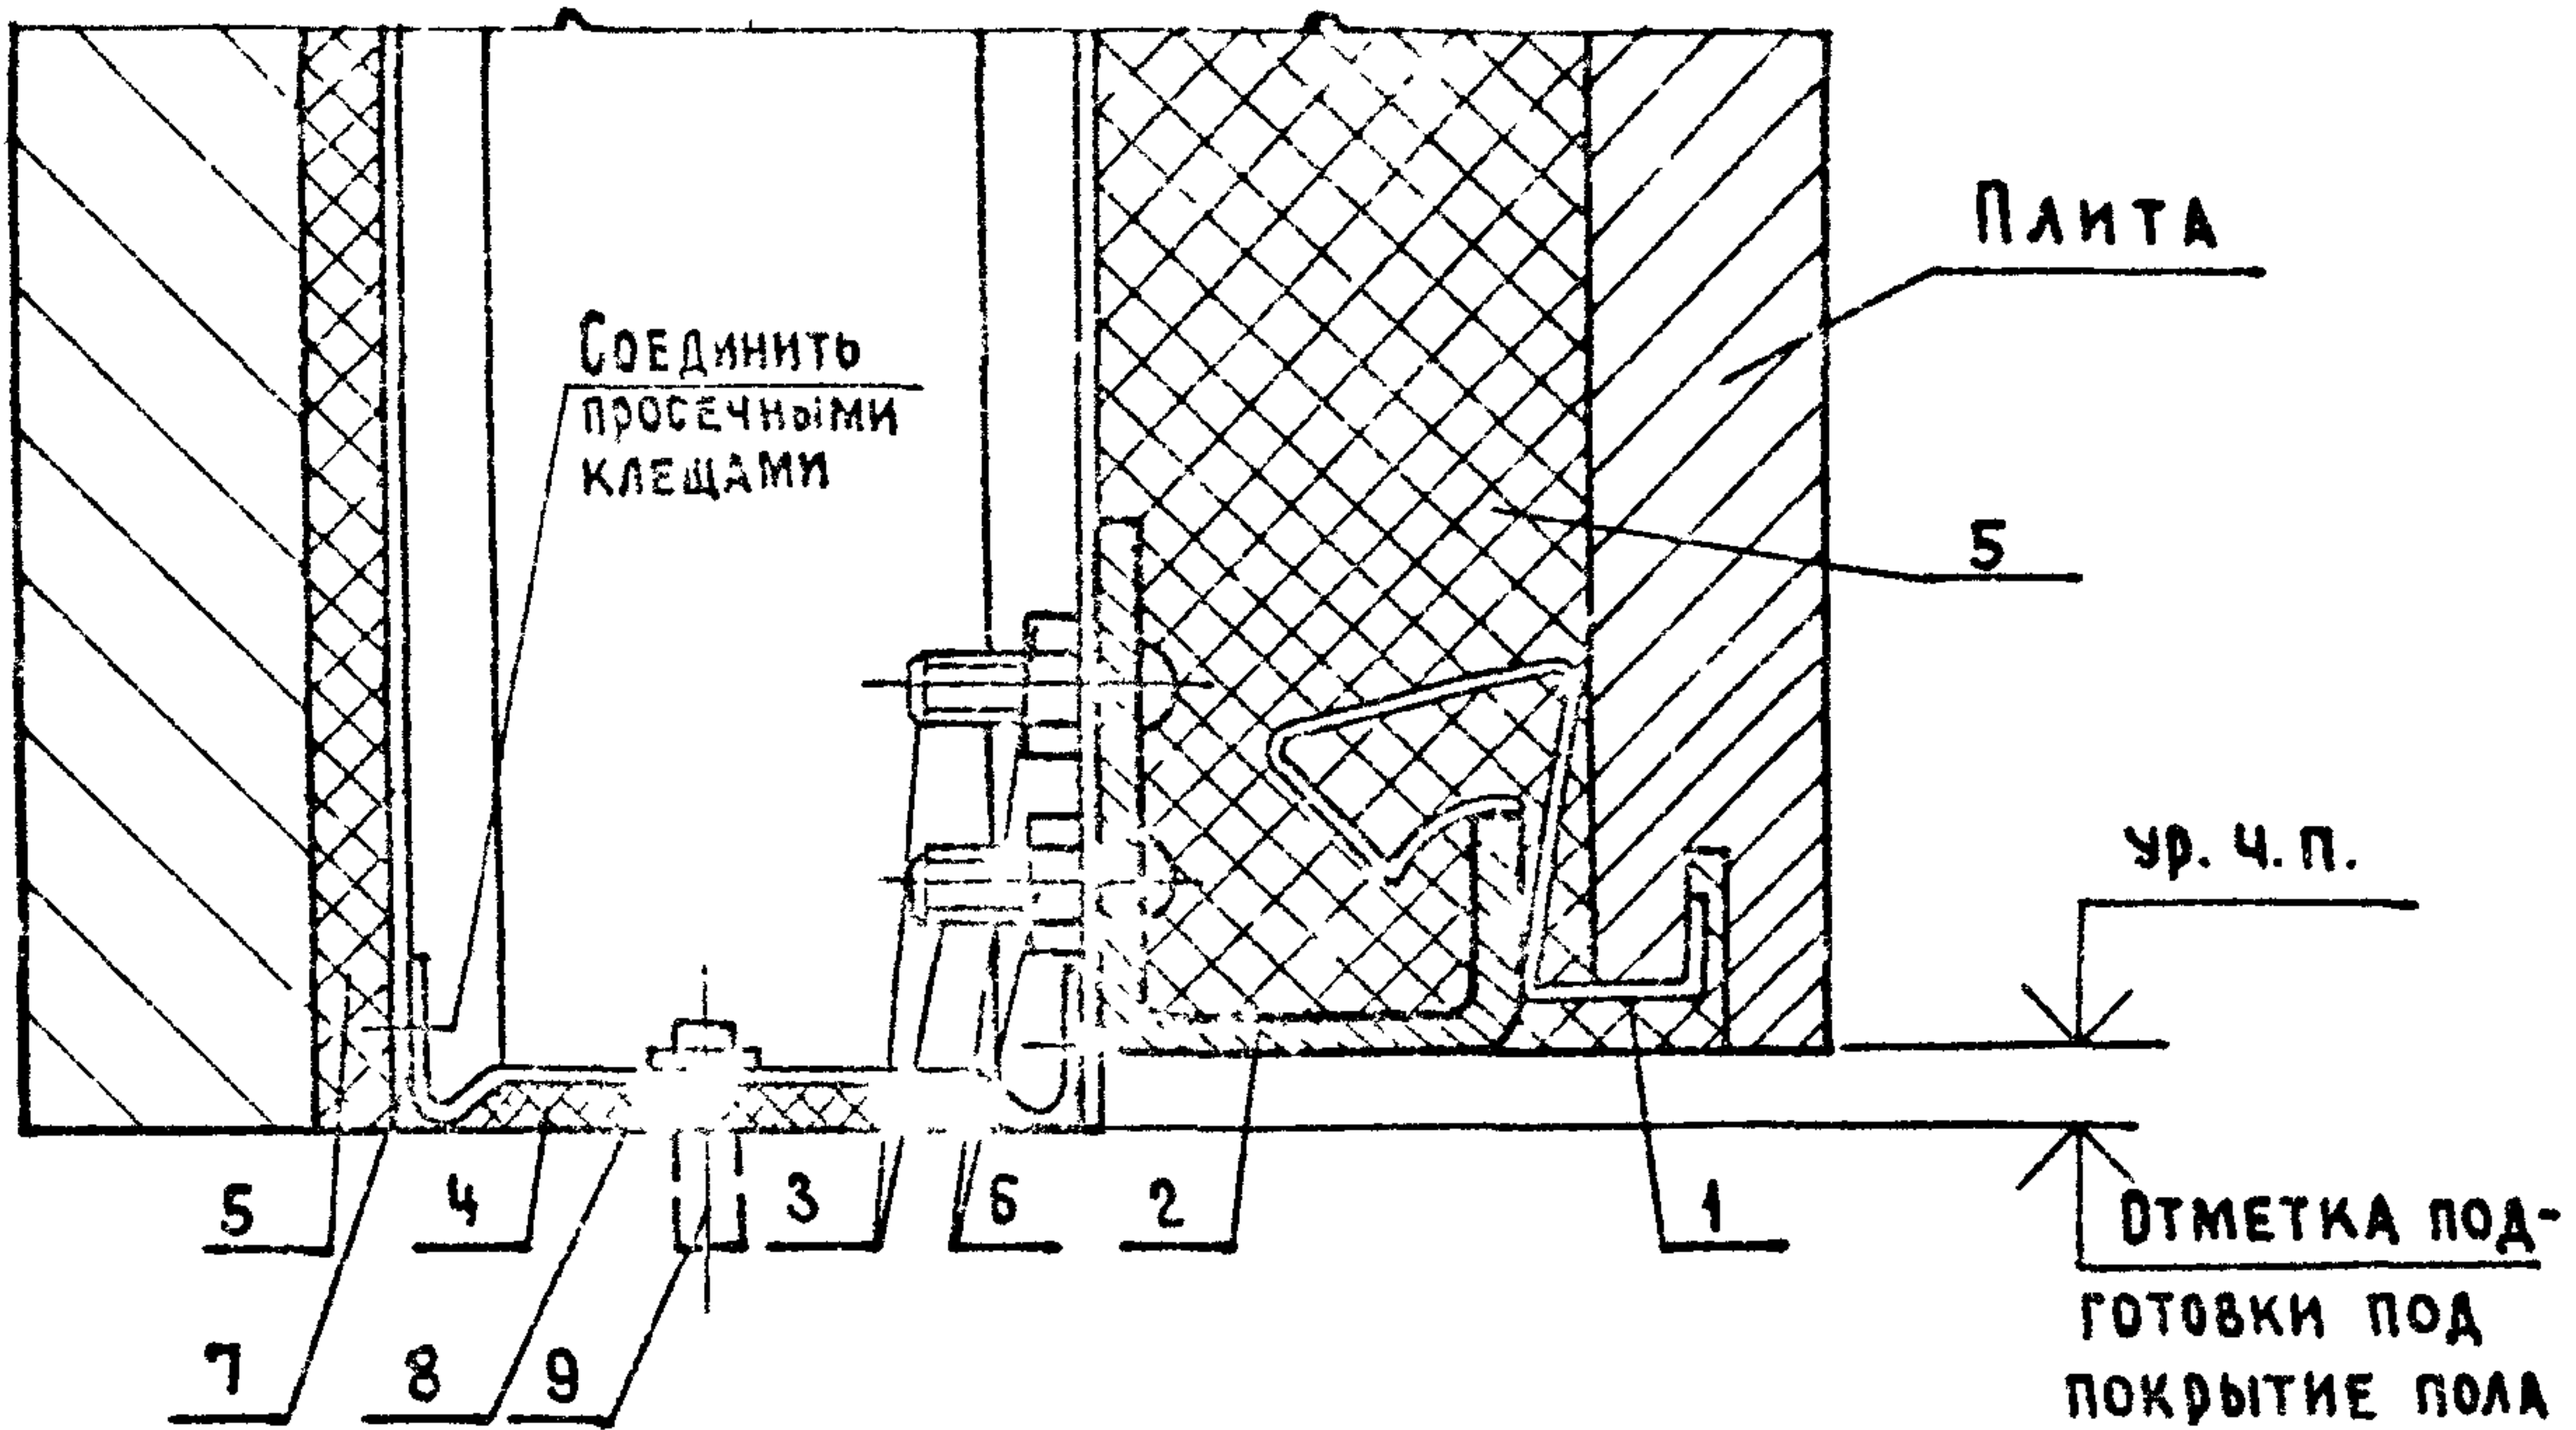 Плита
Соединить
просечными
клещами
5
ур. ч. п.
5
4
3
6
2
1
Отметка под-
готовки под
покрытие пола
7
8
9